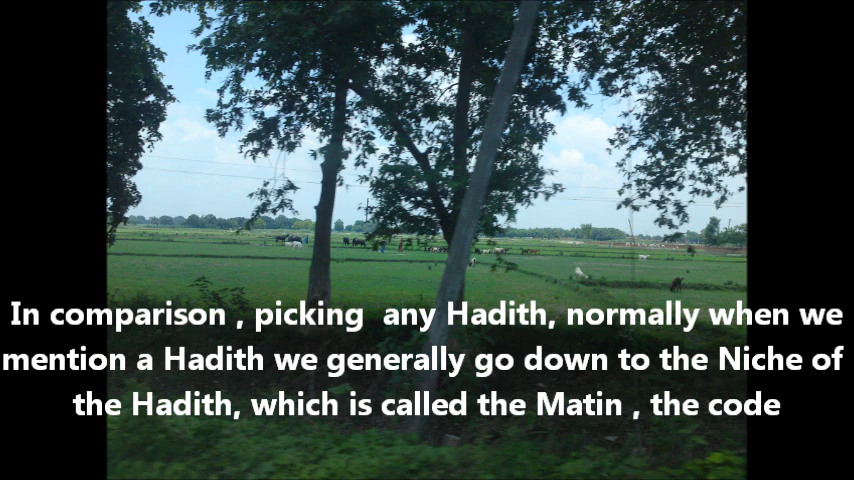 In comparison , picking  any Hadith, normally when we
mention a Hadith we generally go down to the Niche of
the Hadith, which is called the Matin , the code